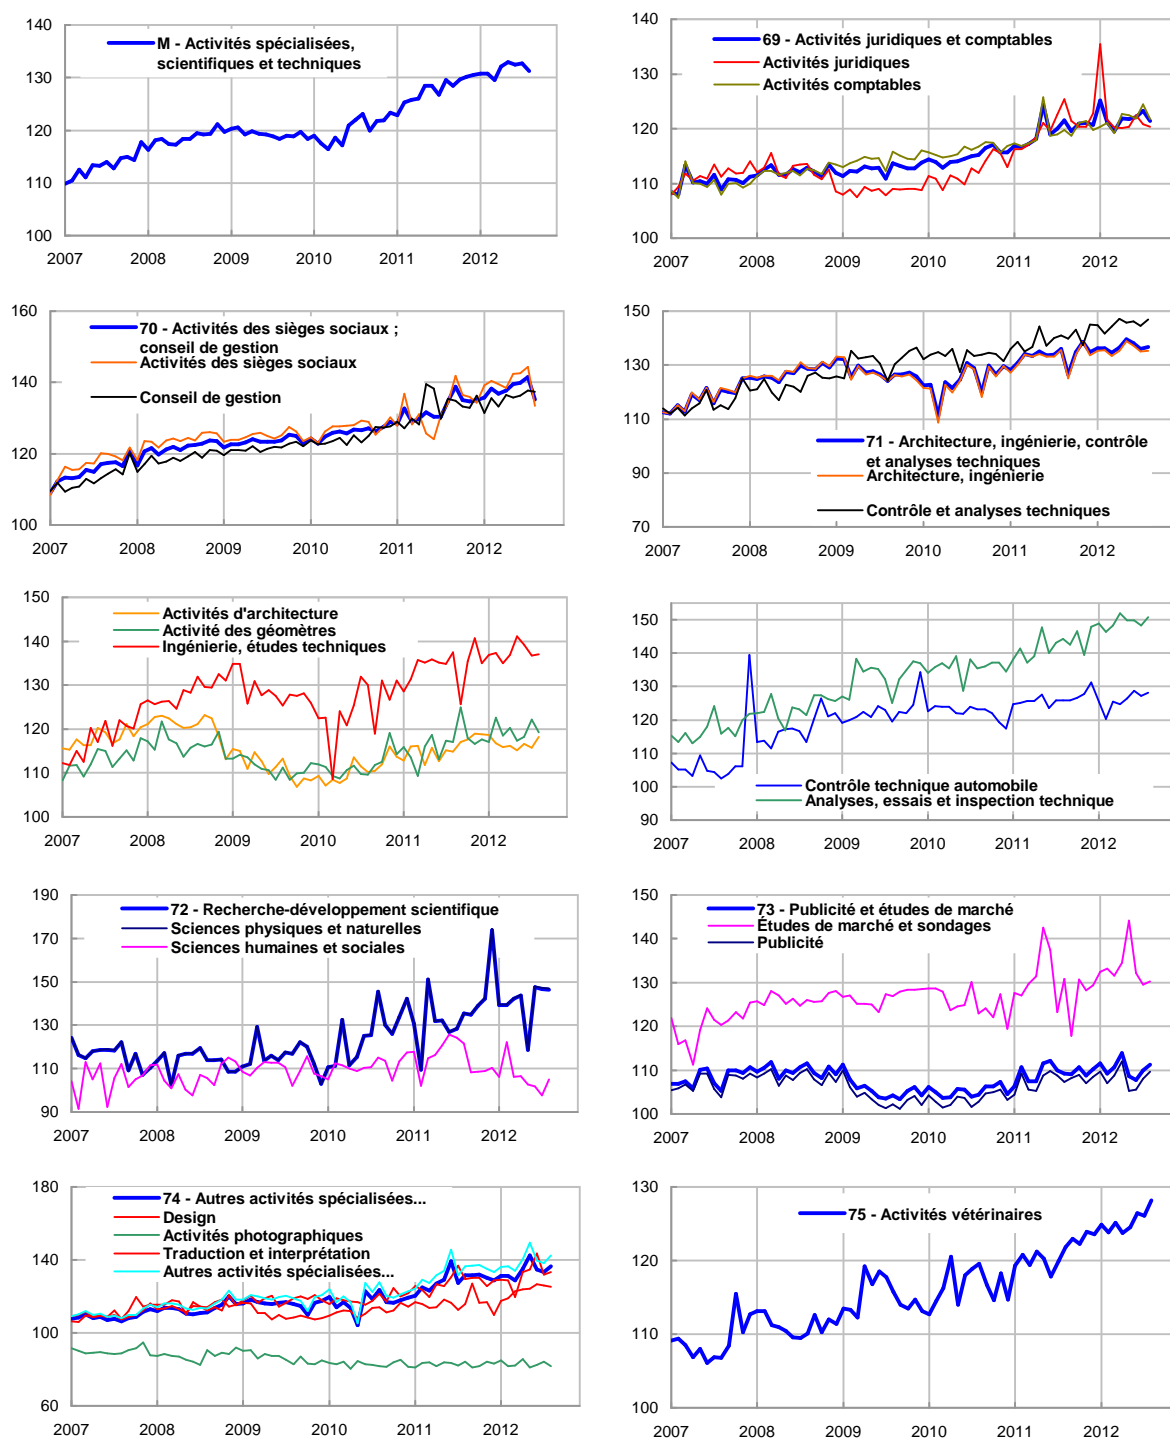 140
130
120
110
100
2007 2008 2009 2010 2011 2012
M - Activités spécialisées,
scientifiques et techniques
140
130
120
110
100
2007 2008 2009 2010 2011 2012
69 - Activités juridiques et comptables
Activités juridiques
Activités comptables
160
140
120
100
2007 2008 2009 2010 2011 2012
70 - Activités des sièges sociaux ;
conseil de gestion
Activités des sièges sociaux
Conseil de gestion
150
130
110
90
70
2007 2008 2009 2010 2011 2012
71 - Architecture, ingénierie, contrôle
et analyses techniques
Architecture, ingénierie
Contrôle et analyses techniques
150
140
130
120
110
100
2007 2008 2009 2010 2011 2012
Activités d'architecture
Activité des géomètres
Ingénierie, études techniques
150
140
130
120
110
100
90
2007 2008 2009 2010 2011 2012
Contrôle technique automobile
Analyses, essais et inspection technique
190
170
150
130
110
90
2007 2008 2009 2010 2011 2012
72 - Recherche-développement scientifique
Sciences physiques et naturelles
Sciences humaines et sociales
150
140
130
120
110
100
2007 2008 2009 2010 2011 2012
73 - Publicité et études de marché
Études de marché et sondages
Publicité
180
140
100
60
2007 2008 2009 2010 2011 2012
74 - Autres activités spécialisées...
Design
Activités photographiques
Traduction et interprétation
Autres activités spécialisées...
130
120
110
100
2007 2008 2009 2010 2011 2012
75 - Activités vétérinaires